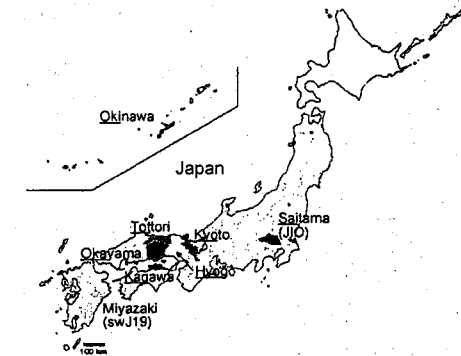 Okinawa
Japan
Tottori
Kyoto
Saitama
(JIO)
Okayama
Kagawa
Hyogo
Miyazaki
(swJ19)
100 km